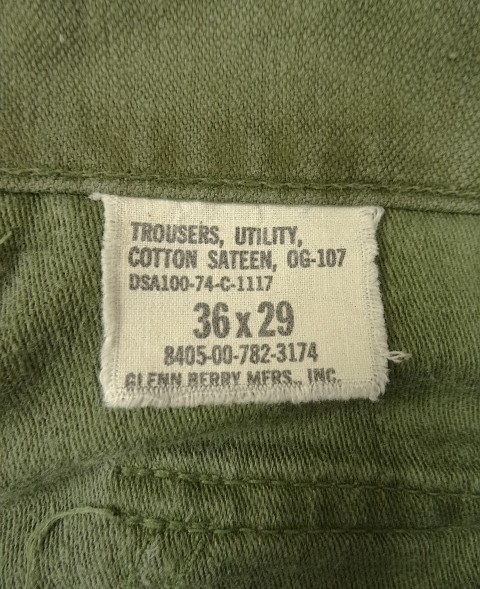 TROUSERS, UTILITY,
COTTON SATEEN, OG-107
DSA100-74-C-1117
36 x 29
8405-00-782-3174
GLENN BERRY MFRS., INC.